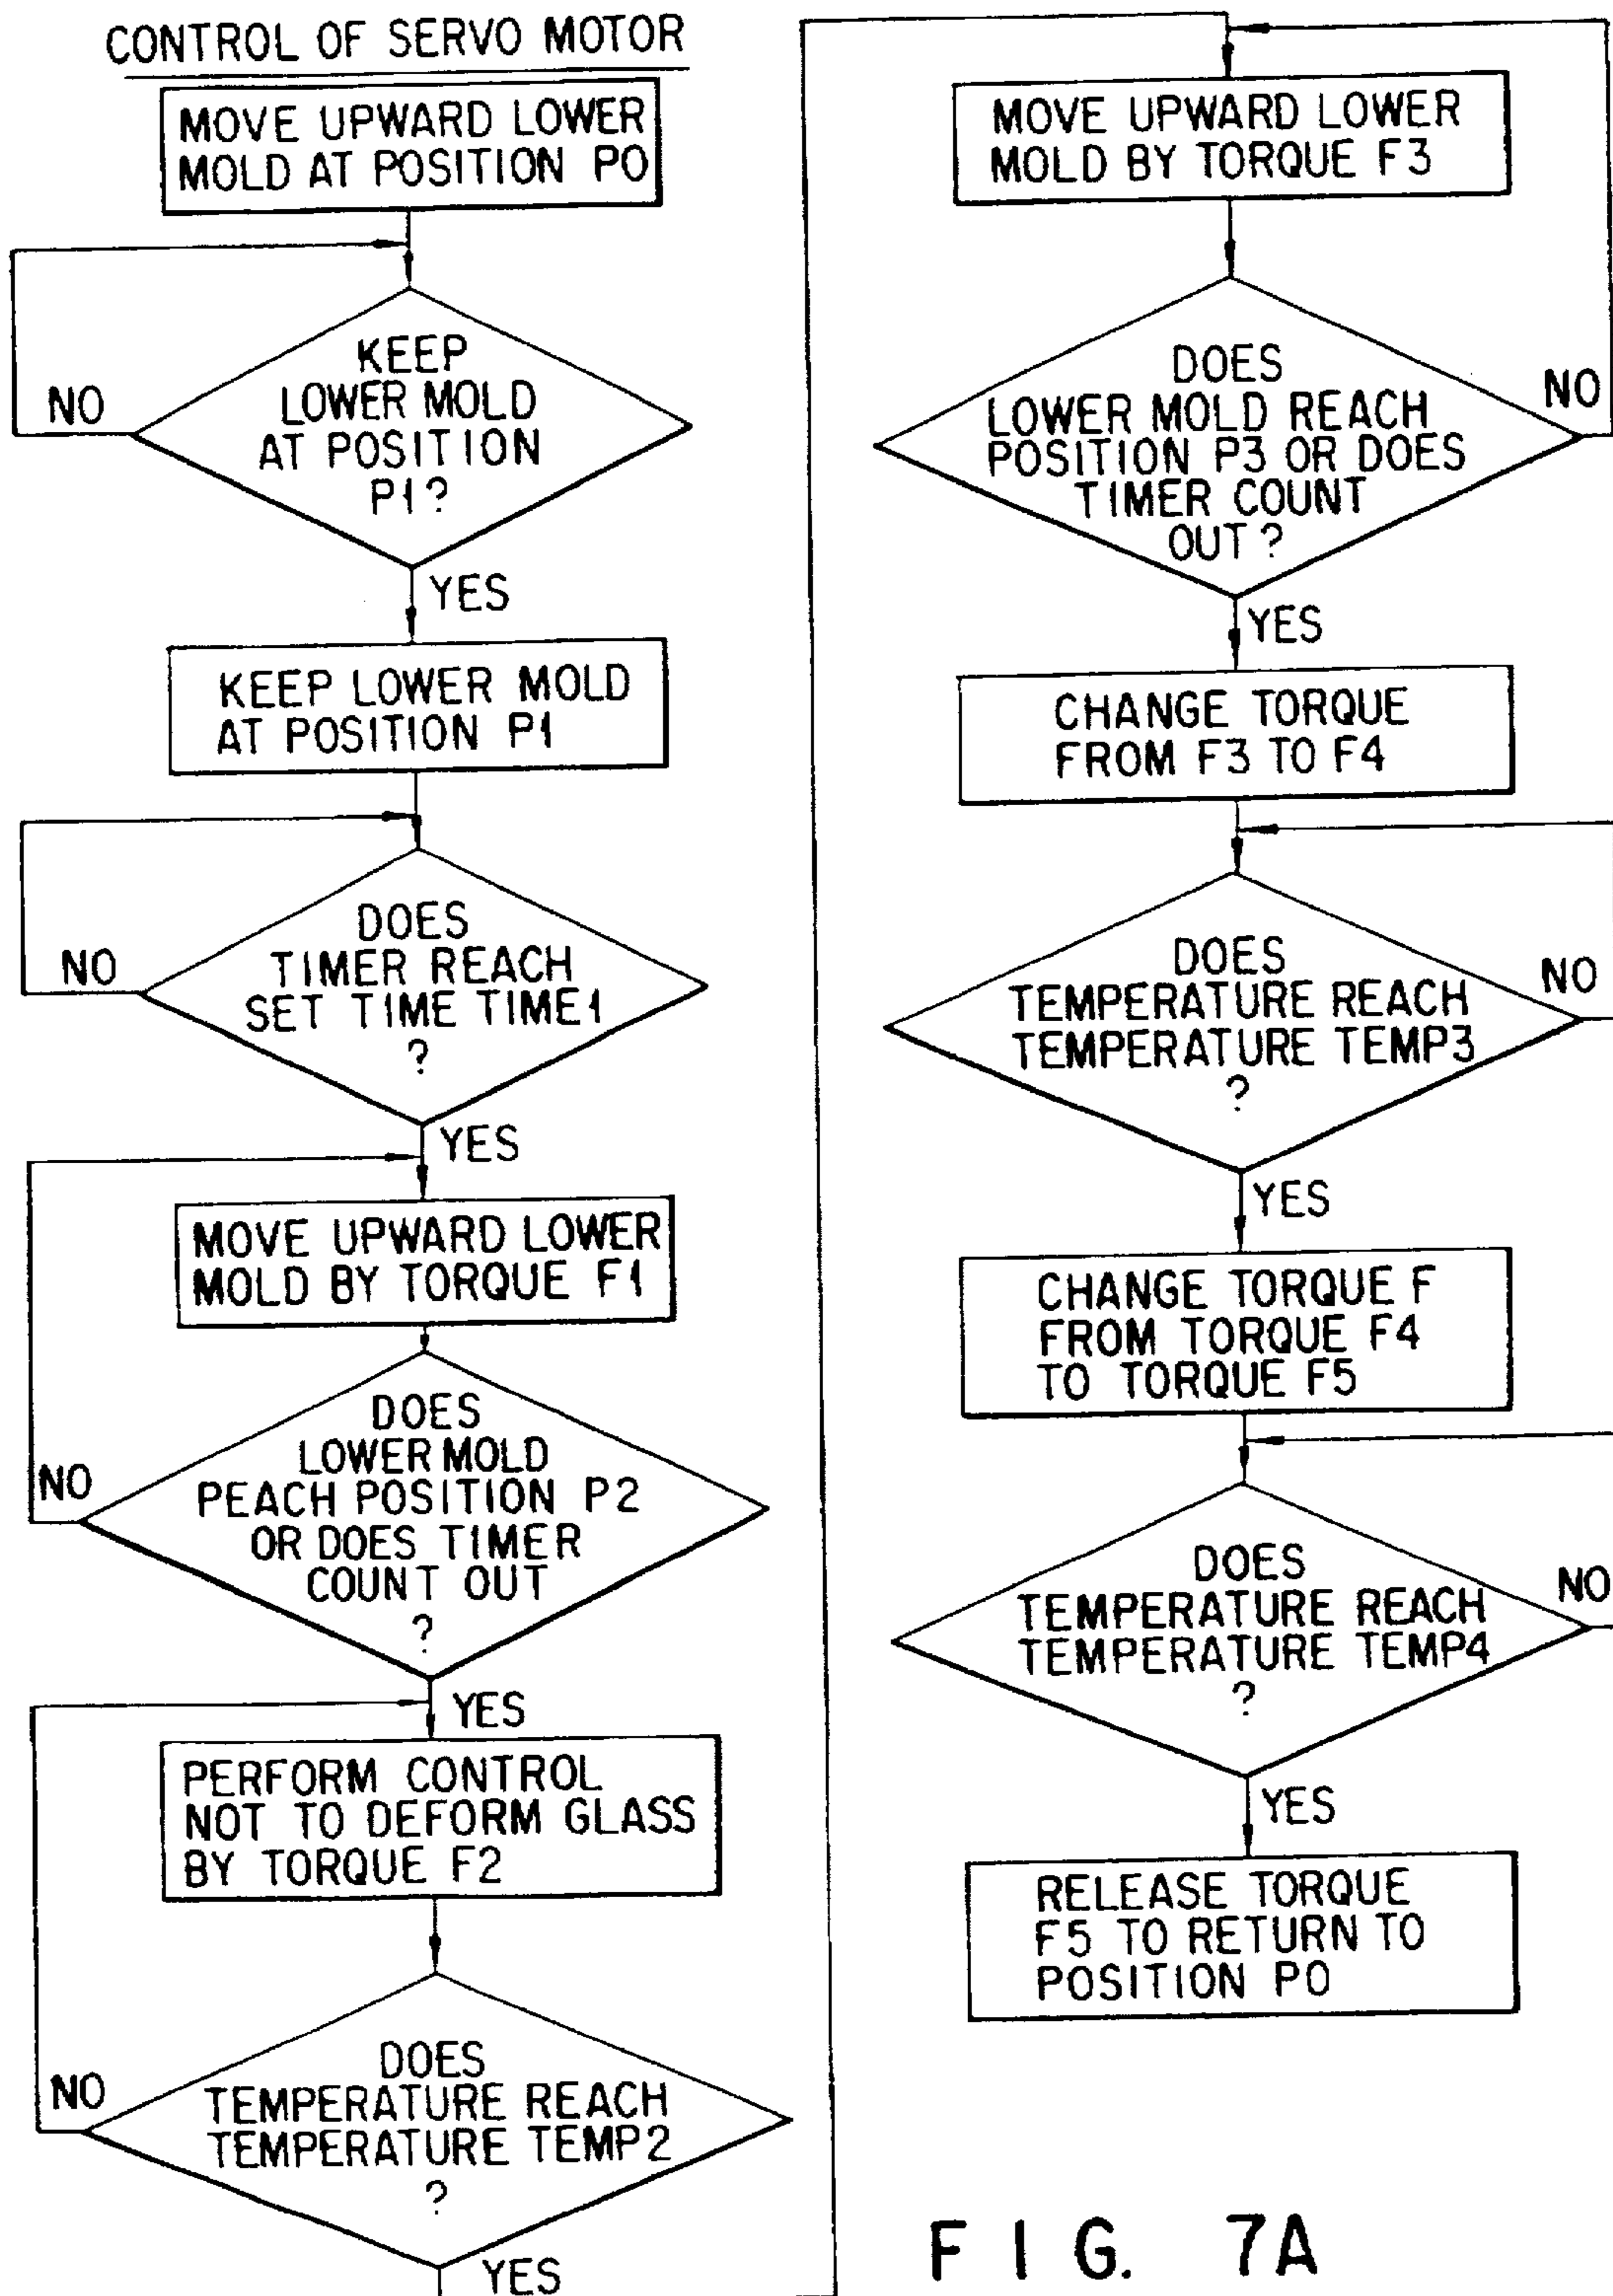 CONTROL OF SERVO MOTOR
MOVE UPWARD LOWER
MOLD AT POSITION P0
KEEP
LOWER MOLD
AT POSITION
P1?
NO
YES
KEEP LOWER MOLD
AT POSITION P1
DOES
TIMER REACH
SET TIME TIME1
?
NO
YES
MOVE UPWARD LOWER
MOLD BY TORQUE F1
DOES
LOWER MOLD
PEACH POSITION P2
OR DOES TIMER
COUNT OUT
?
NO
YES
PERFORM CONTROL
NOT TO DEFORM GLASS
BY TORQUE F2
DOES
TEMPERATURE REACH
TEMPERATURE TEMP2
?
NO
YES
MOVE UPWARD LOWER
MOLD BY TORQUE F3
DOES
LOWER MOLD REACH
POSITION P3 OR DOES
TIMER COUNT
OUT?
NO
YES
CHANGE TORQUE
FROM F3 TO F4
DOES
TEMPERATURE REACH
TEMPERATURE TEMP3
?
NO
YES
CHANGE TORQUE F
FROM TORQUE F4
TO TORQUE F5
DOES
TEMPERATURE REACH
TEMPERATURE TEMP4
?
NO
YES
RELEASE TORQUE
F5 TO RETURN TO
POSITION P0
FIG. 7A